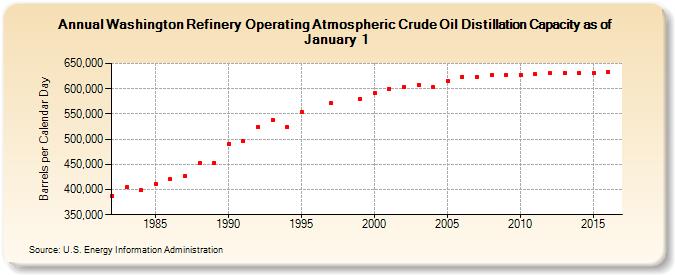 Annual Washington Refinery Operating Atmospheric Crude Oil Distillation Capacity as of
January 1
Barrels per Calendar Day
650,000
600,000
550,000
500,000
450,000
400,000
350,000
1985 1990 1995 2000 2005 2010 2015
Source: U.S. Energy Information Administration